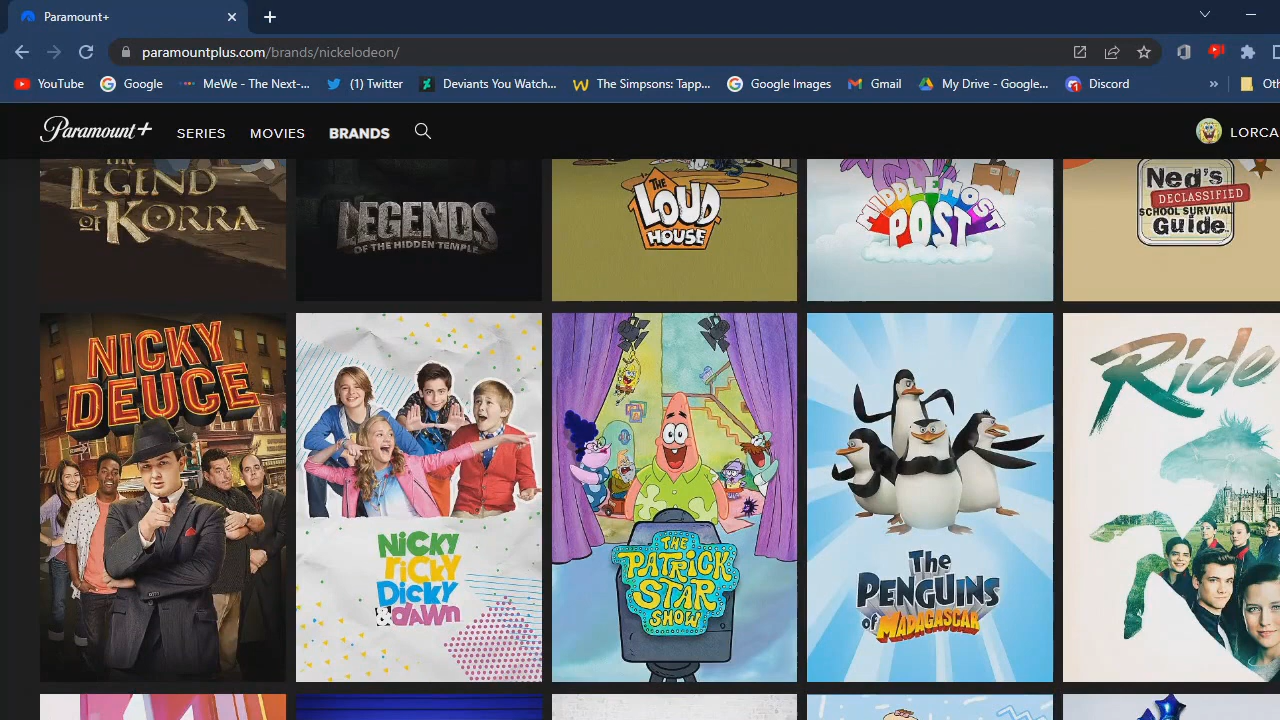 Paramount+
paramountplus.com/brands/nickelodeon/
YouTube Google MeWe - The Next-... (1) Twitter Deviants You Watch... The Simpsons: Tapp... Google Images Gmail My Drive - Google... Discord » Oth
Paramount+ SERIES MOVIES BRANDS LORCA
THE
LEGEND
OF KORRA
LEGENDS
OF THE HIDDEN TEMPLE
THE
LOUD
HOUSE
MIDDLEMOST
POST
Ned's
DECLASSIFIED
SCHOOL SURVIVAL
Guide
NICKY
DEUCE
NICKY
RICKY
DICKY
& DAWN
THE
PATRICK
STAR
SHOW
The
PENGUINS
of MADAGASCAR
Ride